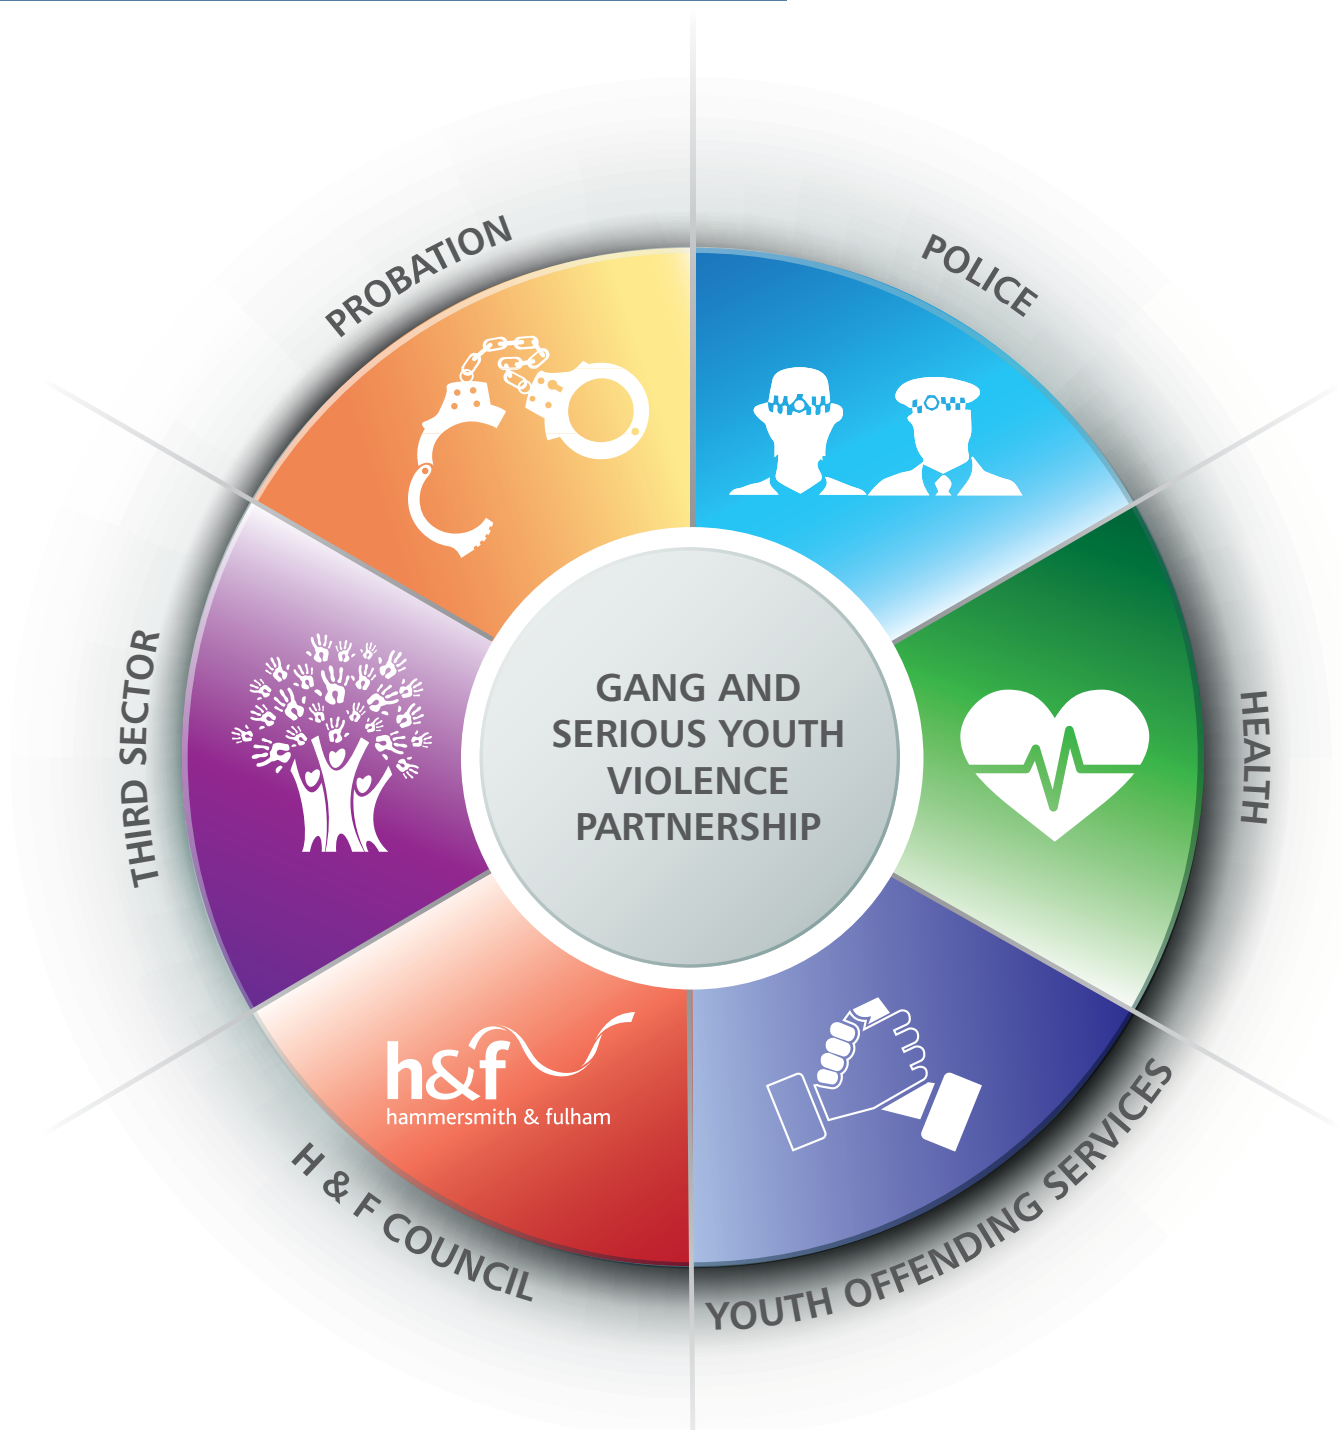 PROBATION
POLICE
HEALTH
YOUTH OFFENDING SERVICES
H & F COUNCIL
THIRD SECTOR
GANG AND
SERIOUS YOUTH
VIOLENCE
PARTNERSHIP
h&f
hammersmith & fulham